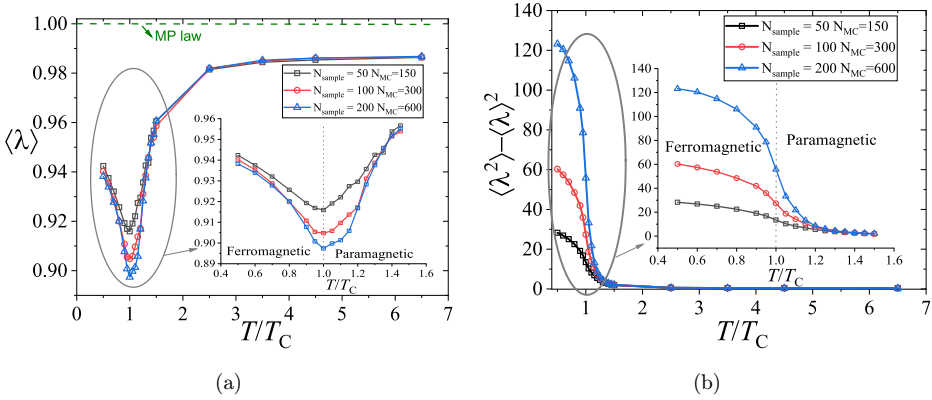 1.00
0.98
0.96
0.94
0.92
0.90
⟨λ⟩
MP law
N_sample = 50 N_MC=150
N_sample = 100 N_MC=300
N_sample = 200 N_MC=600
0.96
0.95
0.94
0.93
0.92
0.91
0.90
0.89
Ferromagnetic
Paramagnetic
0.4 0.6 0.8 1.0 1.2 1.4 1.6
T/T_C
0 1 2 3 4 5 6 7
T/T_C
(a)
140
120
100
80
60
40
20
0
⟨λ²⟩−⟨λ⟩²
N_sample = 50 N_MC=150
N_sample = 100 N_MC=300
N_sample = 200 N_MC=600
140
120
100
80
60
40
20
0
Ferromagnetic
Paramagnetic
0.4 0.6 0.8 1.0 1.2 1.4 1.6
T/T_C
0 1 2 3 4 5 6 7
T/T_C
(b)